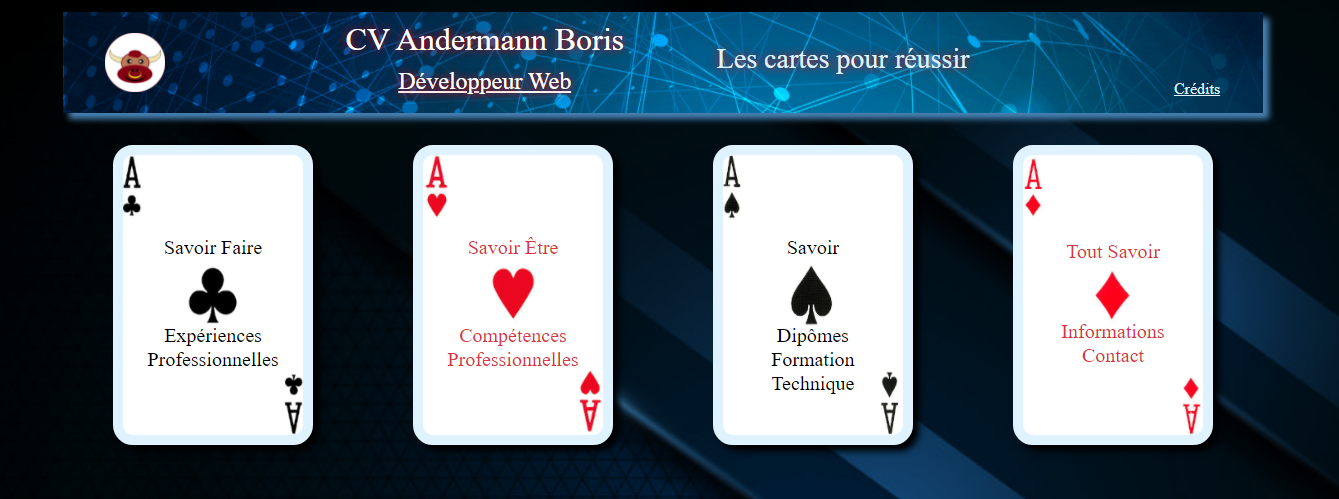 CV Andermann Boris
Développeur Web
Les cartes pour réussir
Crédits
A
Savoir Faire
Expériences
Professionnelles
A
A
Savoir Être
Compétences
Professionnelles
A
A
Savoir
Dipômes
Formation
Technique
A
A
Tout Savoir
Informations
Contact
A